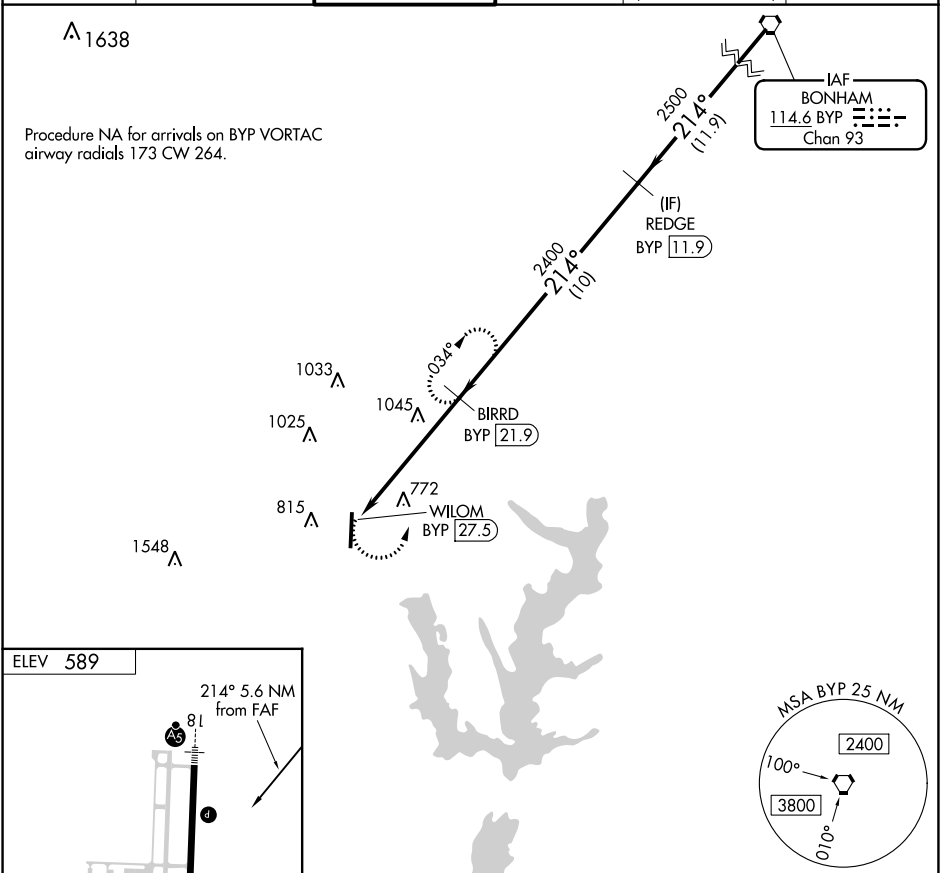 1638
Procedure NA for arrivals on BYP VORTAC
airway radials 173 CW 264.
IAF
BONHAM
114.6 BYP
Chan 93
2500
214°
(11.9)
(IF)
REDGE
BYP 11.9
2400
214°
(10)
034°
1033
1045
1025
BIRRD
BYP 21.9
772
815
WILOM
BYP 27.5
1548
ELEV 589
214° 5.6 NM
from FAF
18
A5
P
MSA BYP 25 NM
2400
100°
3800
010°